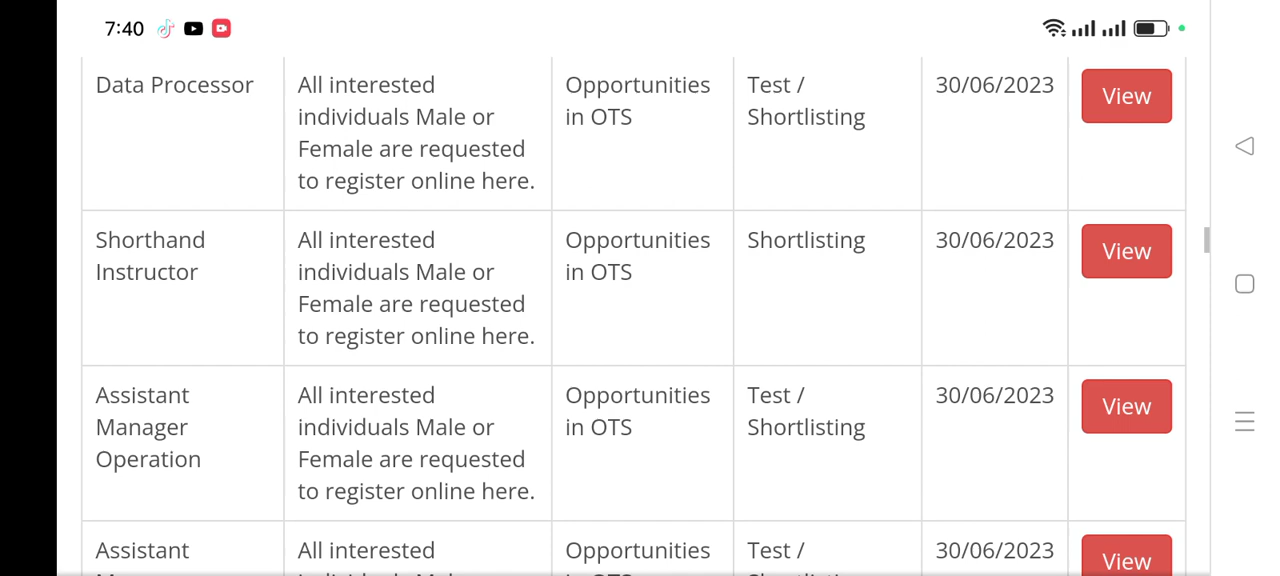 7:40
Data Processor
All interested
individuals Male or
Female are requested
to register online here.
Opportunities
in OTS
Test /
Shortlisting
30/06/2023
View
Shorthand
Instructor
All interested
individuals Male or
Female are requested
to register online here.
Opportunities
in OTS
Shortlisting
30/06/2023
View
Assistant
Manager
Operation
All interested
individuals Male or
Female are requested
to register online here.
Opportunities
in OTS
Test /
Shortlisting
30/06/2023
View
Assistant
All interested
Opportunities
Test /
30/06/2023
View